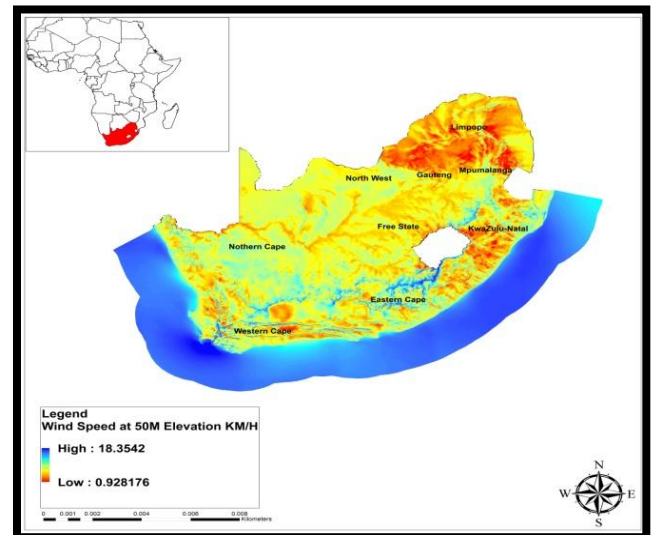 Limpopo
Mpumalanga
Gauteng
North West
Free State
KwaZulu-Natal
Nothern Cape
Eastern Cape
Western Cape
Legend
Wind Speed at 50M Elevation KM/H
High : 18.3542
Low : 0.928176
0 0.001 0.002 0.004 0.006 0.008
Kilometers
N
W E
S